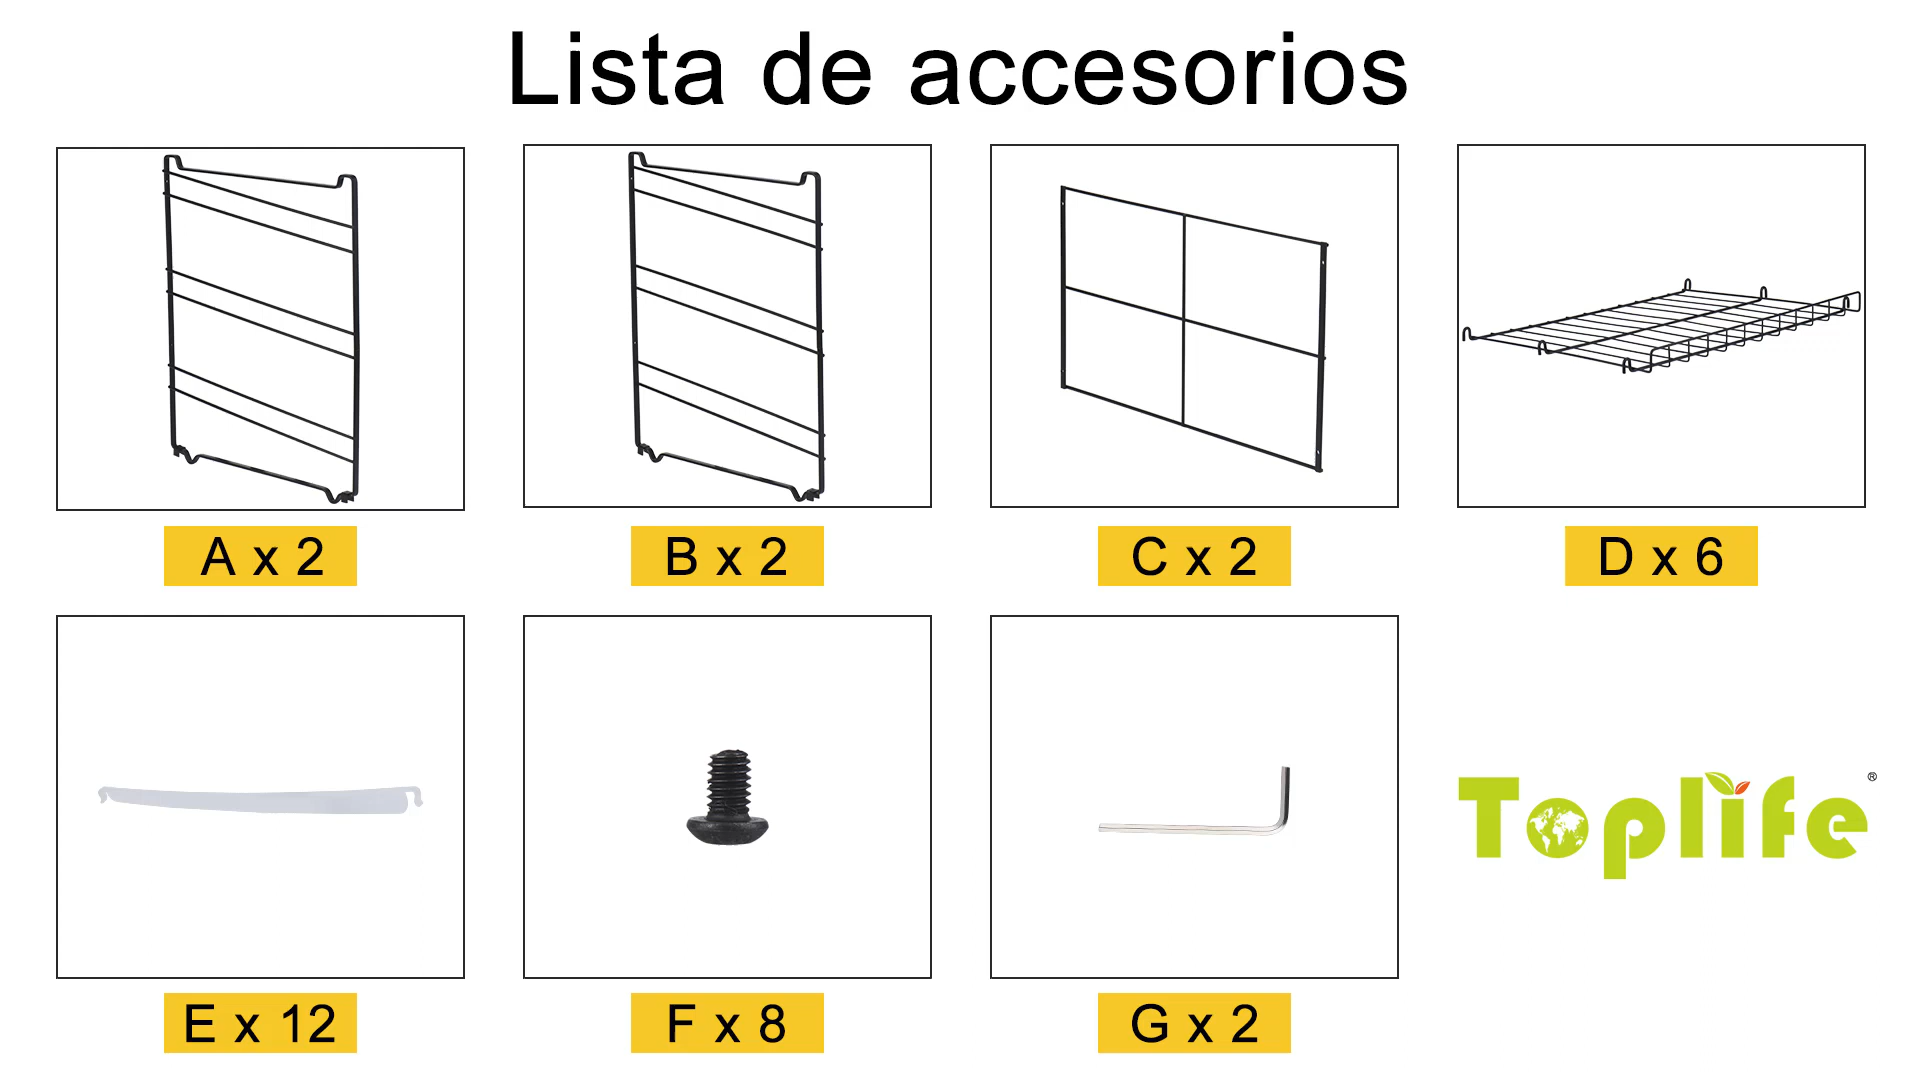 Lista de accesorios
A x 2
B x 2
C x 2
D x 6
E x 12
F x 8
G x 2
Toplife®